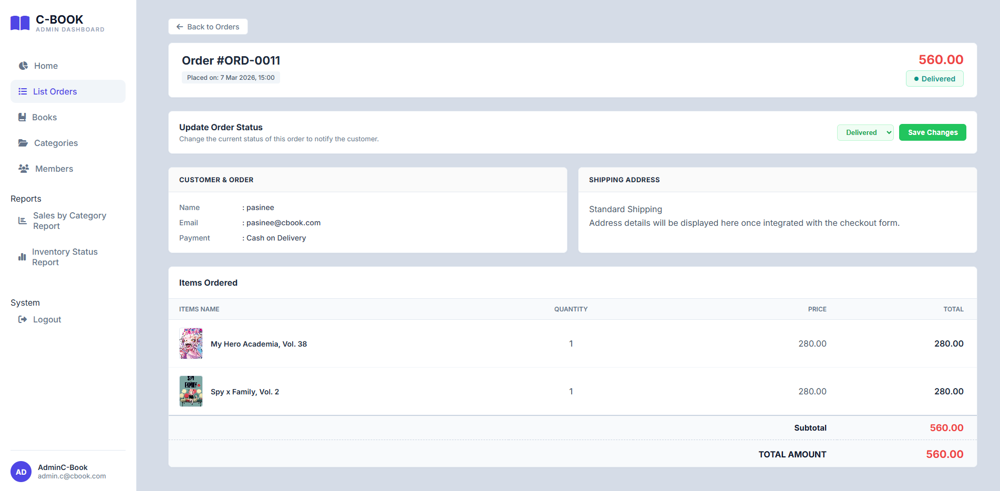 C-BOOK
ADMIN DASHBOARD
Home
List Orders
Books
Categories
Members
Reports
Sales by Category
Report
Inventory Status
Report
System
Logout
AD
AdminC-Book
admin.c@cbook.com
Back to Orders
Order #ORD-0011
Placed on: 7 Mar 2026, 15:00
560.00
Delivered
Update Order Status
Change the current status of this order to notify the customer.
Delivered
Save Changes
CUSTOMER & ORDER
Name : pasinee
Email : pasinee@cbook.com
Payment : Cash on Delivery
SHIPPING ADDRESS
Standard Shipping
Address details will be displayed here once integrated with the checkout form.
Items Ordered
ITEMS NAME QUANTITY PRICE TOTAL
My Hero Academia, Vol. 38 1 280.00 280.00
SPY
FAMILY
Spy x Family, Vol. 2 1 280.00 280.00
Subtotal 560.00
TOTAL AMOUNT 560.00